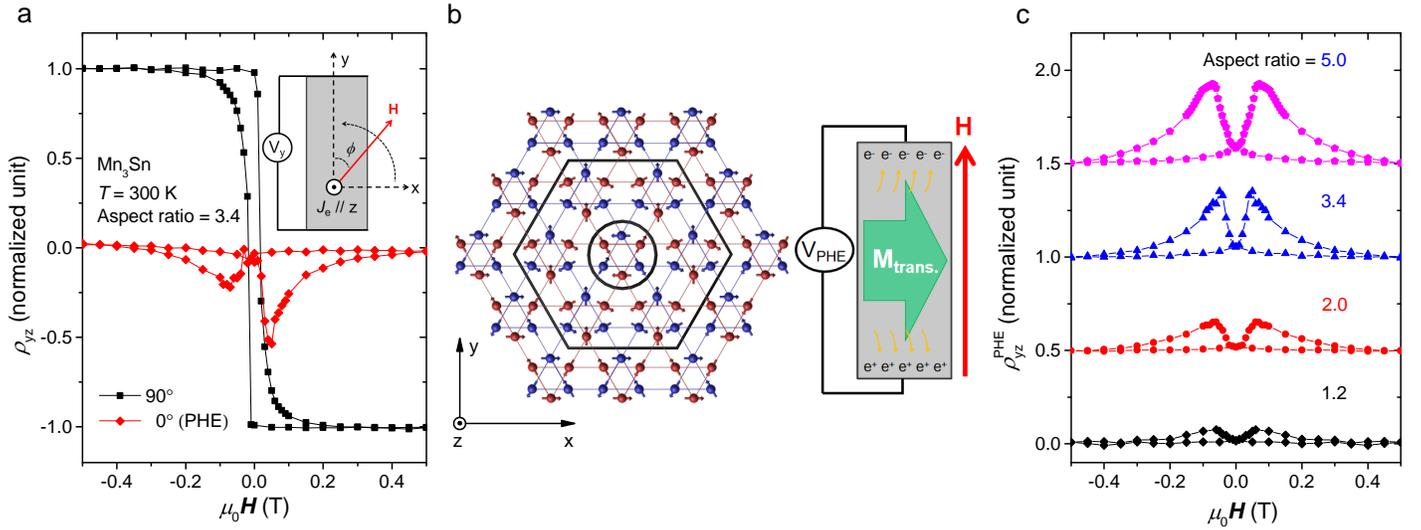 a
b
c
1.0
0.5
0.0
-0.5
-1.0
ρyz (normalized unit)
Mn3Sn
T = 300 K
Aspect ratio = 3.4
y
H
Vy
ϕ
x
Je // z
90°
0° (PHE)
-0.4
-0.2
0.0
0.2
0.4
μ0H (T)
y
z
x
VPHE
e- e- e- e- e-
Mtrans.
e+ e+ e+ e+ e+
H
2.0
1.5
1.0
0.5
0.0
ρyzPHE (normalized unit)
Aspect ratio = 5.0
3.4
2.0
1.2
-0.4
-0.2
0.0
0.2
0.4
μ0H (T)